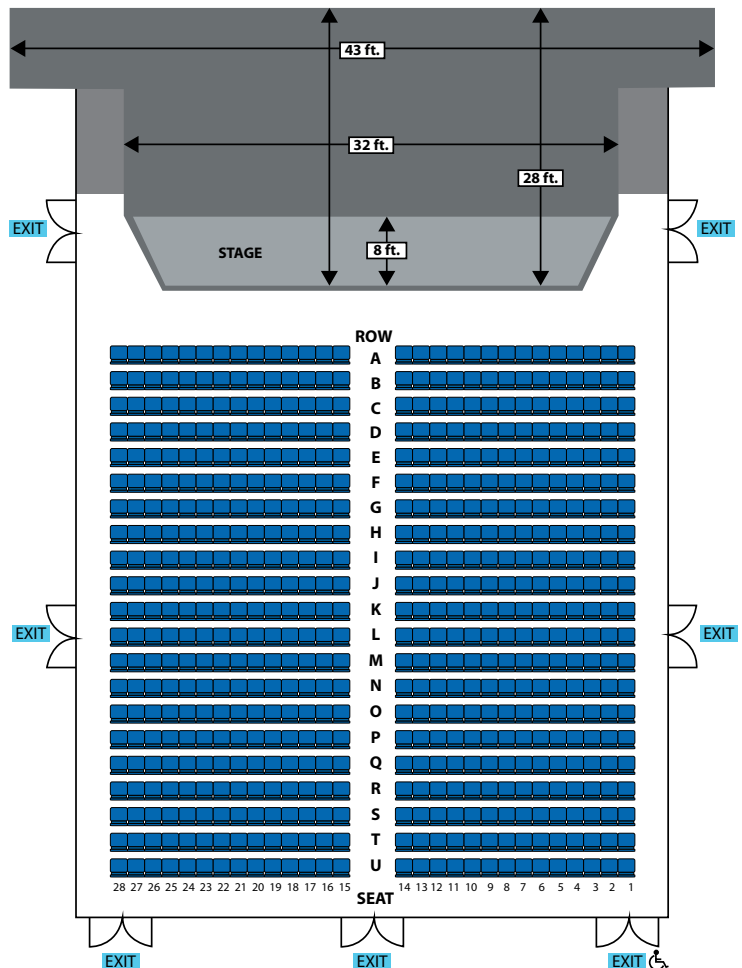 43 ft.
32 ft.
28 ft.
EXIT
EXIT
STAGE
8 ft.
ROW
A
B
C
D
E
F
G
H
I
J
K
EXIT
L
EXIT
M
N
O
P
Q
R
S
T
U
28 27 26 25 24 23 22 21 20 19 18 17 16 15 14 13 12 11 10 9 8 7 6 5 4 3 2 1
SEAT
EXIT
EXIT
EXIT